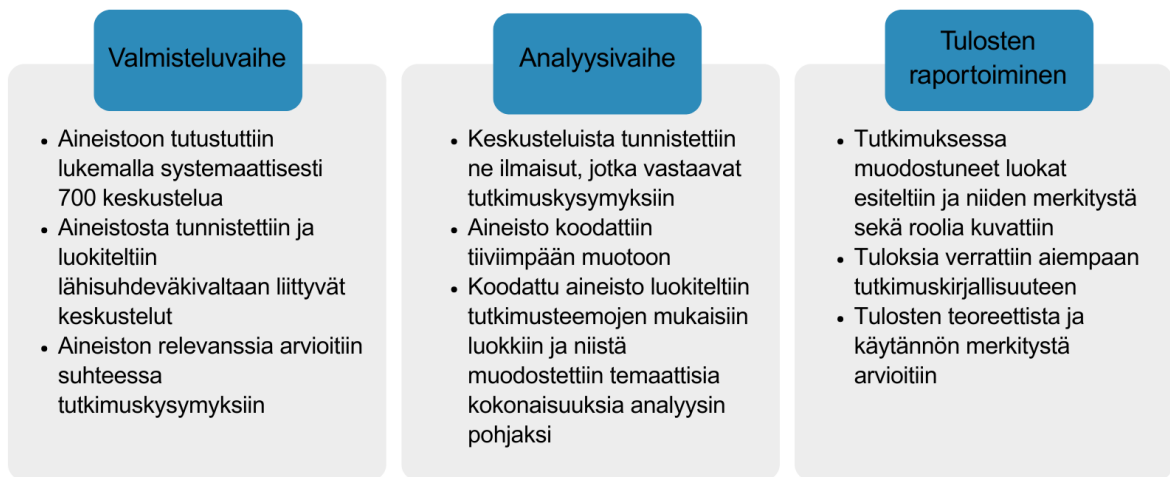 Valmisteluvaihe
• Aineistoon tutustuttiin
lukemalla systemaattisesti
700 keskustelua
• Aineistosta tunnistettiin ja
luokiteltiin
lähisuhdeväkivaltaan liittyvät
keskustelut
• Aineiston relevanssia arvioitiin
suhteessa
tutkimuskysymyksiin
Analyysivaihe
• Keskusteluista tunnistettiin
ne ilmaisut, jotka vastaavat
tutkimuskysymyksiin
• Aineisto koodattiin
tiiviimpään muotoon
• Koodattu aineisto luokiteltiin
tutkimusteemojen mukaisiin
luokkiin ja niistä
muodostettiin temaattisia
kokonaisuuksia analyysin
pohjaksi
Tulosten
raportoiminen
• Tutkimuksessa
muodostuneet luokat
esiteltiin ja niiden merkitystä
sekä roolia kuvattiin
• Tuloksia verrattiin aiempaan
tutkimuskirjallisuuteen
• Tulosten teoreettista ja
käytännön merkitystä
arvioitiin